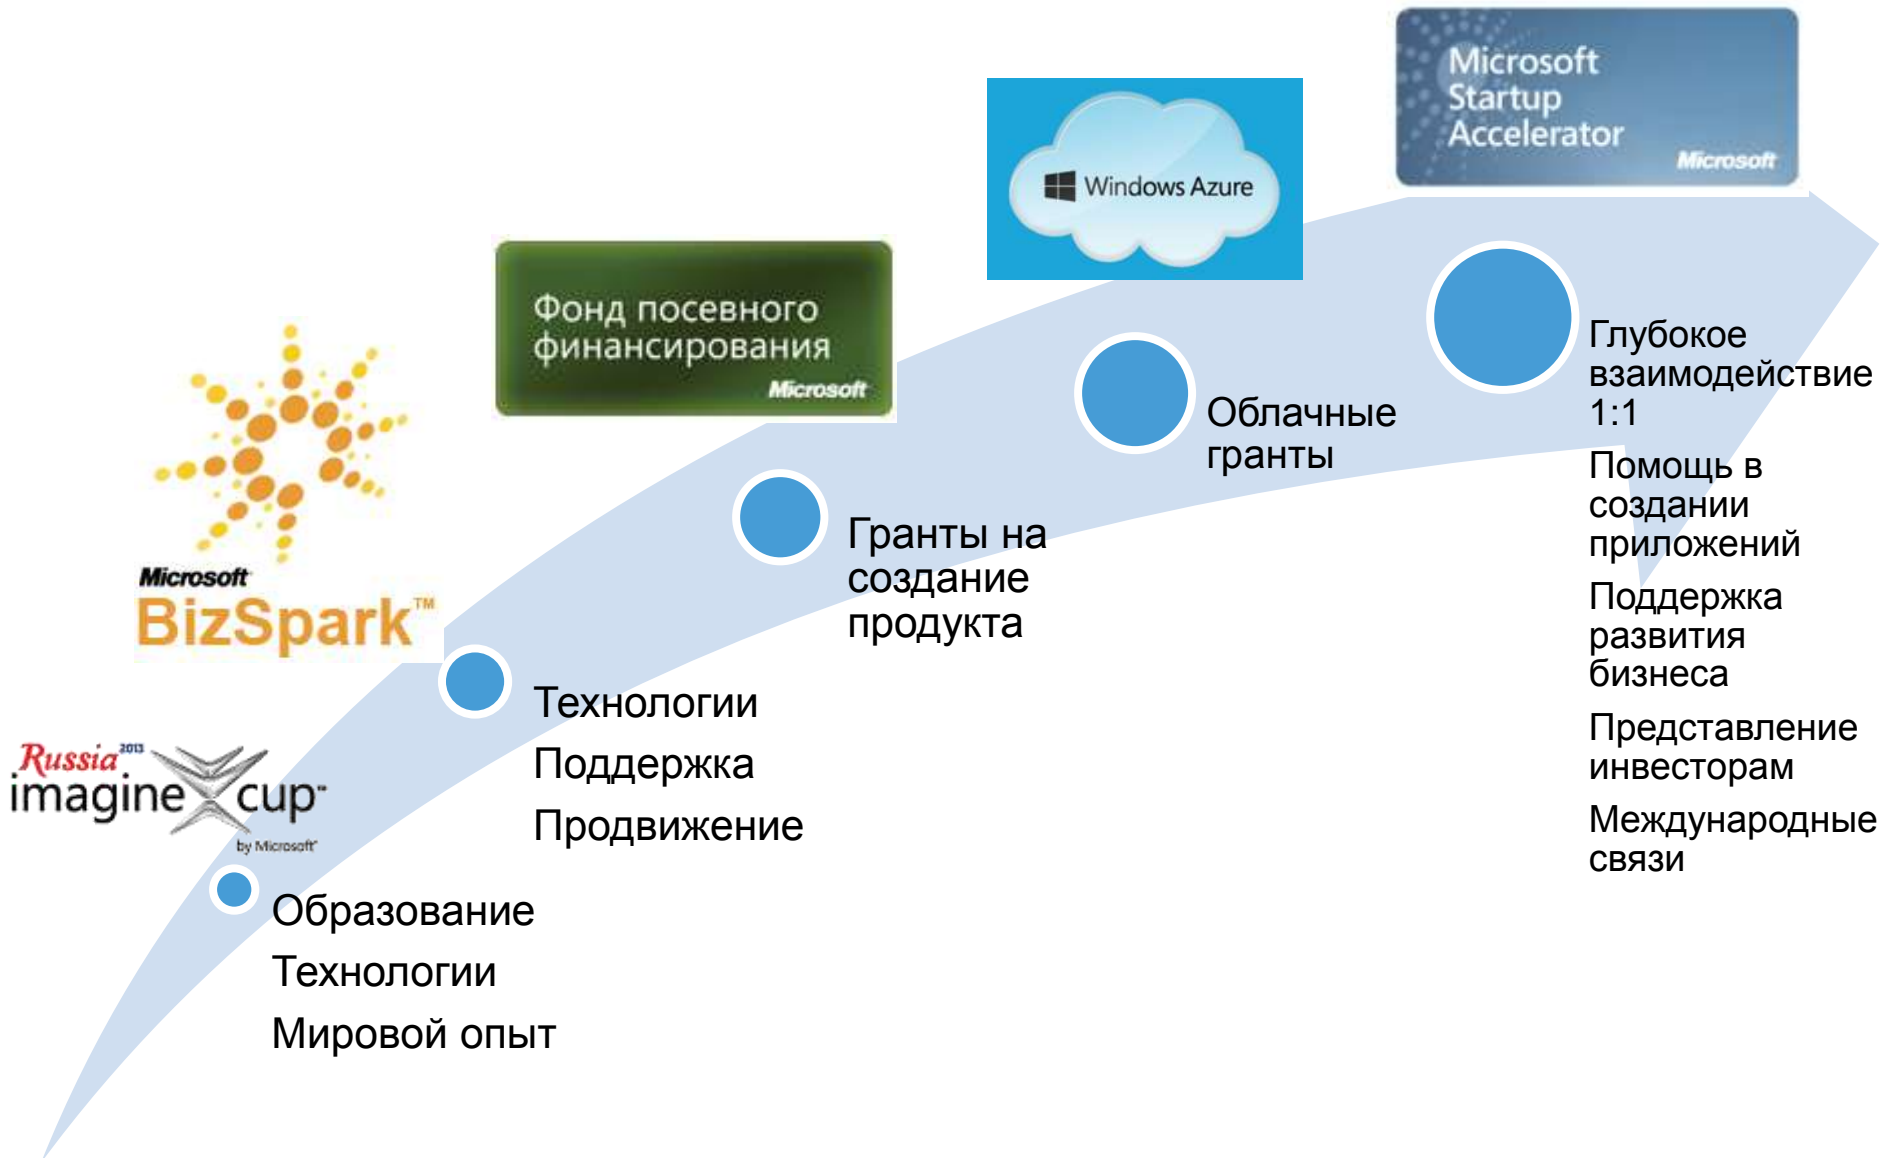 Microsoft
Startup
Accelerator
Microsoft
Windows Azure
Фонд посевного
финансирования
Microsoft
Microsoft
BizSpark™
Russia 2013
imagine cup™
by Microsoft®
Образование
Технологии
Мировой опыт
Технологии
Поддержка
Продвижение
Гранты на
создание
продукта
Облачные
гранты
Глубокое
взаимодействие
1:1
Помощь в
создании
приложений
Поддержка
развития
бизнеса
Представление
инвесторам
Международные
связи